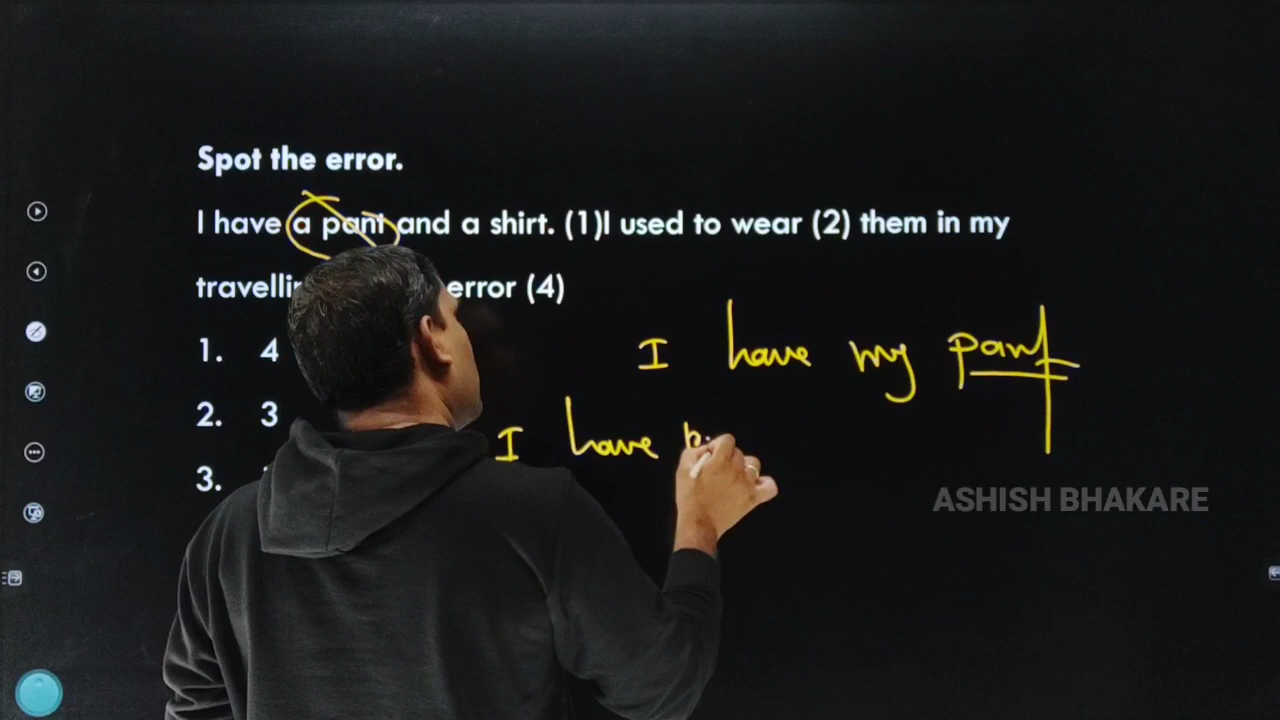 Spot the error.
I have a pant and a shirt. (1)I used to wear (2) them in my
error (4)
1. 4
I have my pant
2. 3
I have
3.
ASHISH BHAKARE